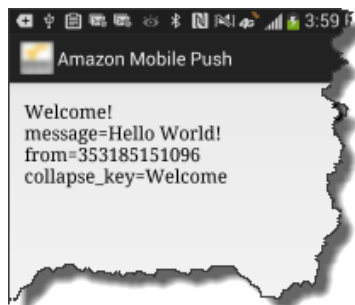 3:59
Amazon Mobile Push
Welcome!
message=Hello World!
from=353185151096
collapse_key=Welcome